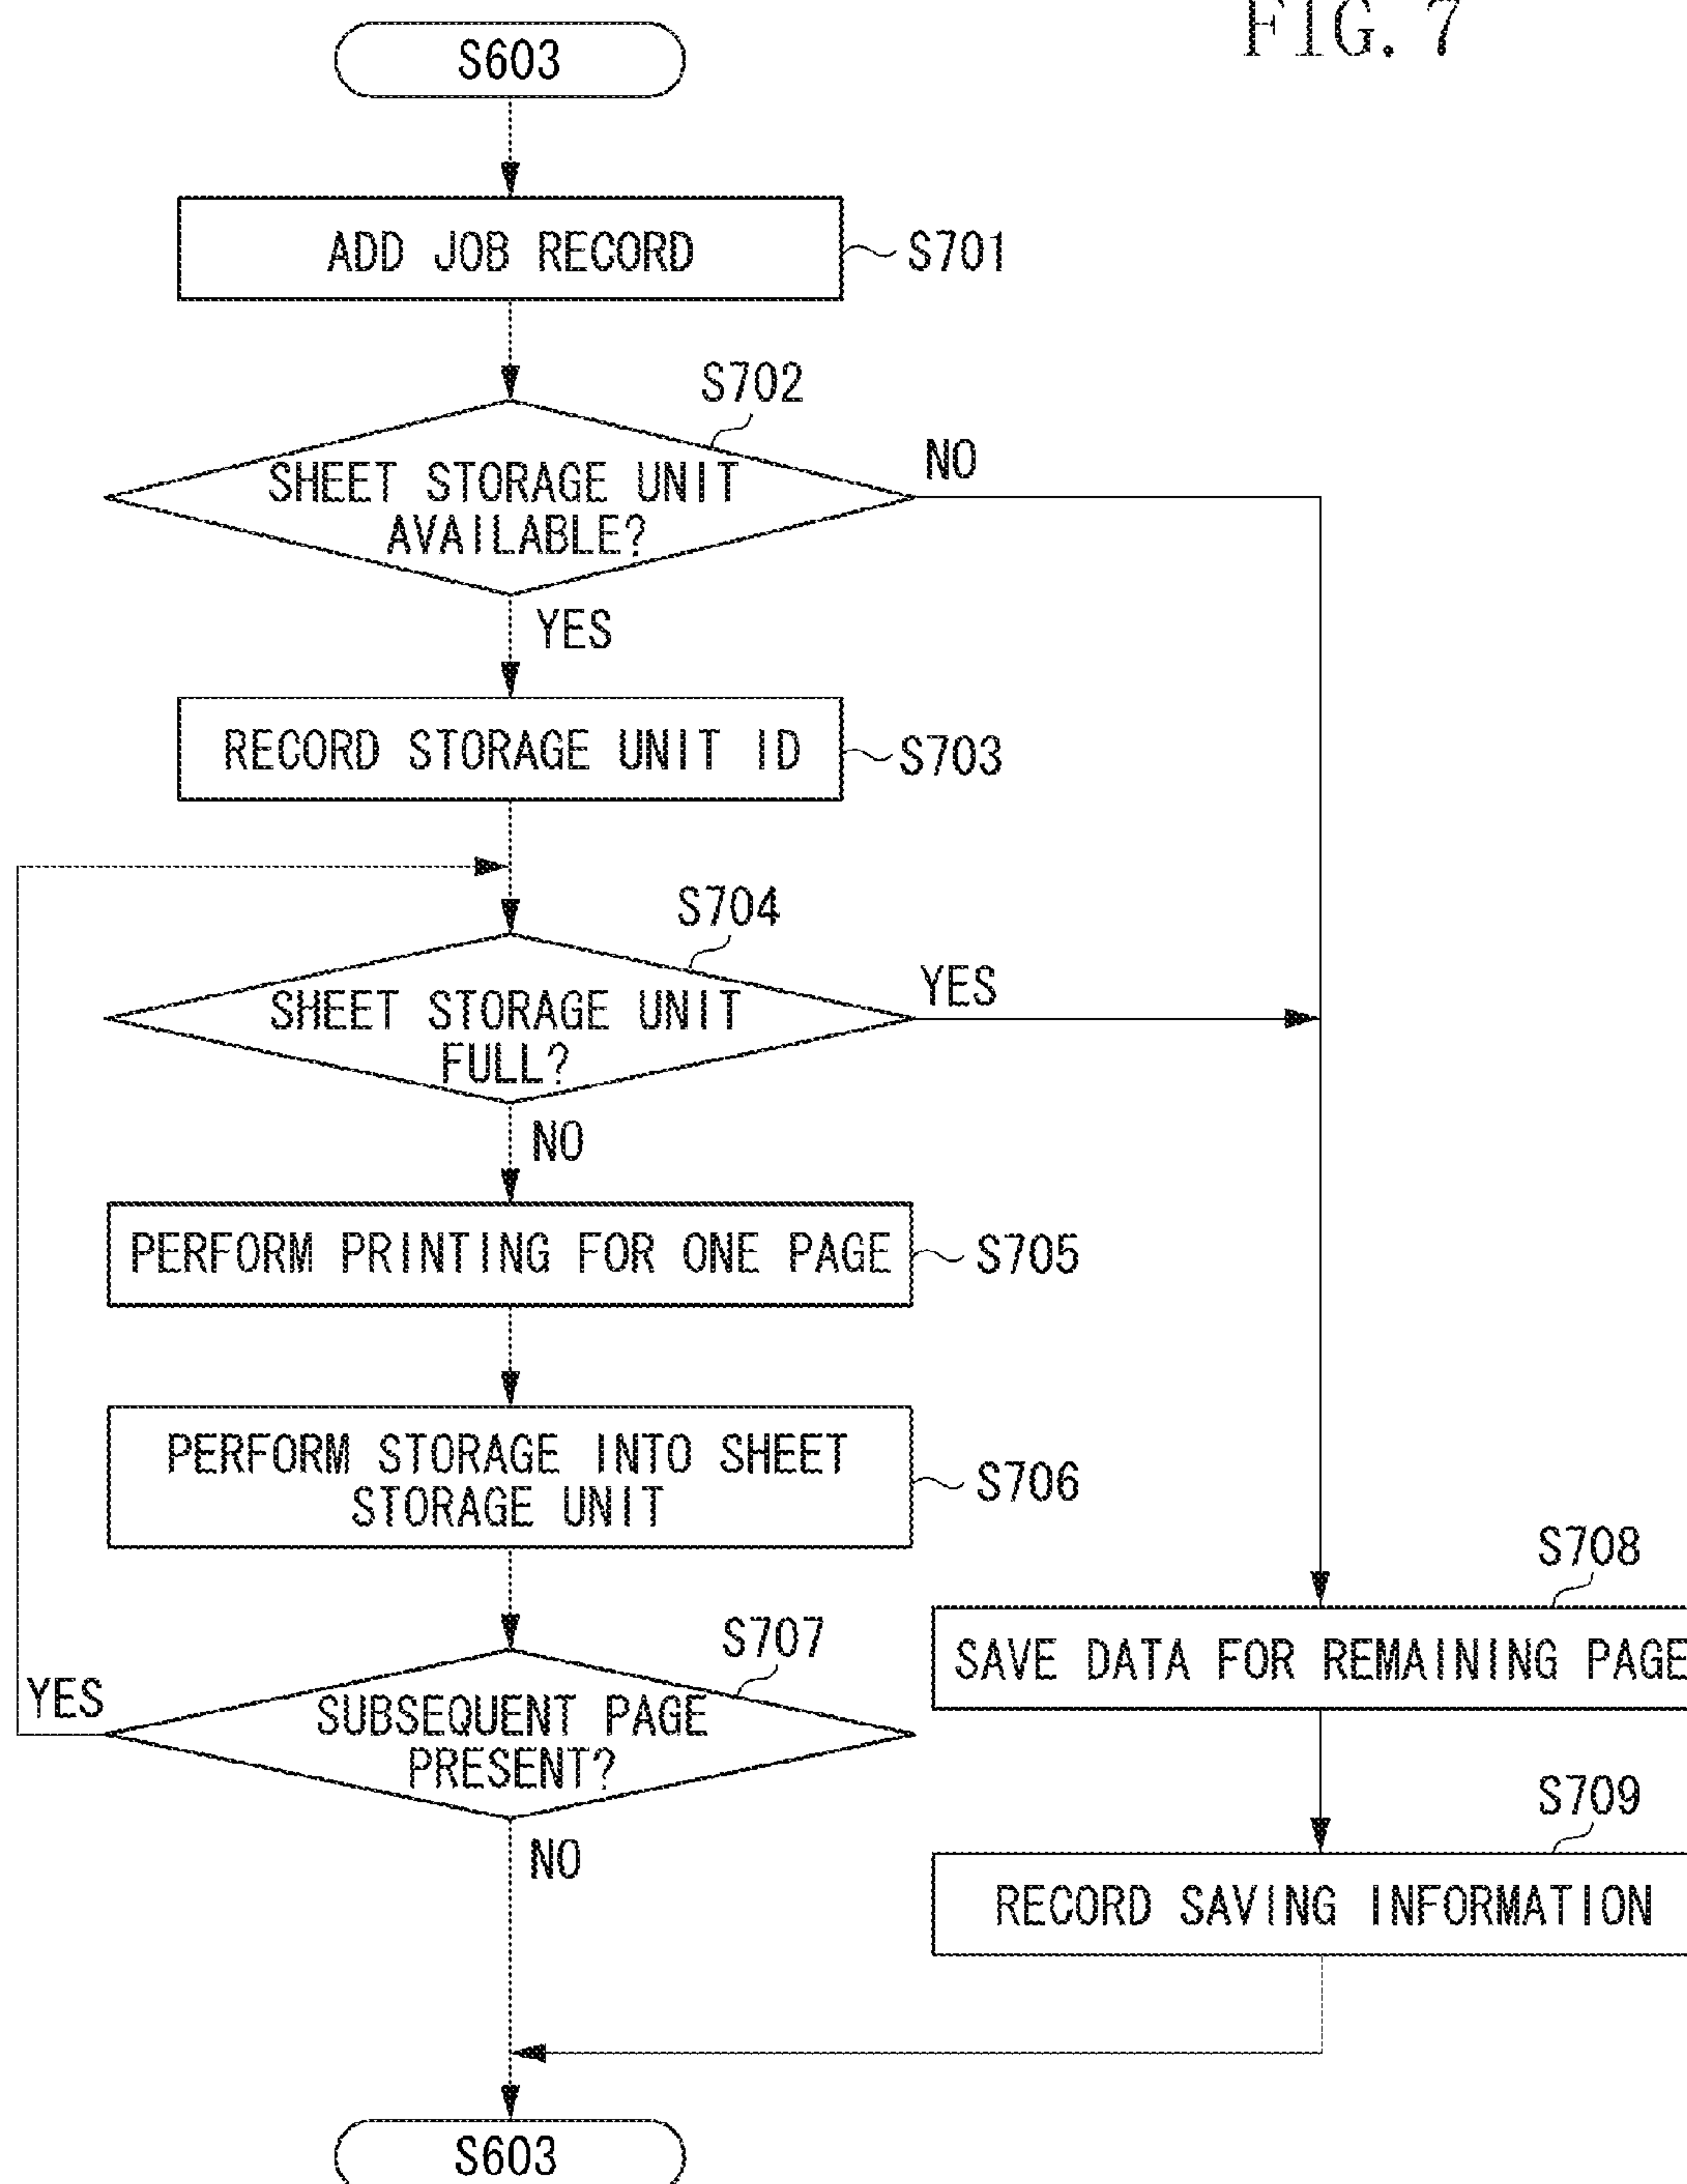 FIG. 7
S603
ADD JOB RECORD
S701
S702
SHEET STORAGE UNIT
AVAILABLE?
NO
YES
RECORD STORAGE UNIT ID
S703
S704
SHEET STORAGE UNIT
FULL?
YES
NO
PERFORM PRINTING FOR ONE PAGE
S705
PERFORM STORAGE INTO SHEET
STORAGE UNIT
S706
S707
SUBSEQUENT PAGE
PRESENT?
YES
NO
S708
SAVE DATA FOR REMAINING PAGE
S709
RECORD SAVING INFORMATION
S603